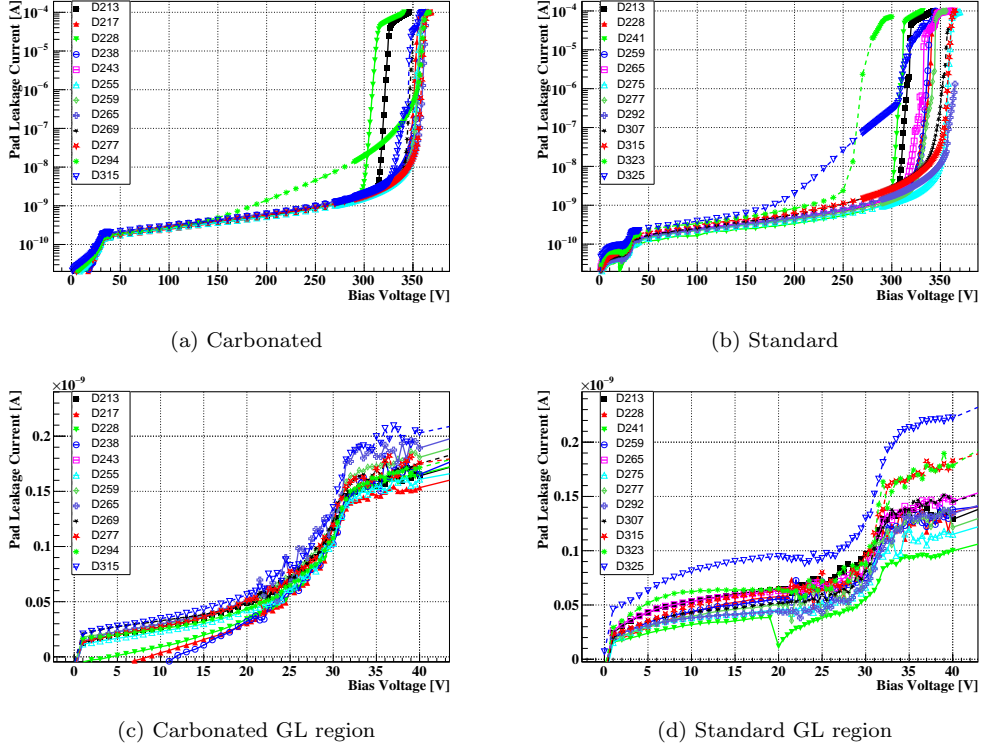 Pad Leakage Current [A]
10⁻⁴
10⁻⁵
10⁻⁶
10⁻⁷
10⁻⁸
10⁻⁹
10⁻¹⁰
D213
D217
D228
D238
D243
D255
D259
D265
D269
D277
D294
D315
0 50 100 150 200 250 300 350
Bias Voltage [V]
(a) Carbonated
Pad Leakage Current [A]
10⁻⁴
10⁻⁵
10⁻⁶
10⁻⁷
10⁻⁸
10⁻⁹
10⁻¹⁰
D213
D228
D241
D259
D265
D275
D277
D292
D307
D315
D323
D325
0 50 100 150 200 250 300 350
Bias Voltage [V]
(b) Standard
×10⁻⁹
Pad Leakage Current [A]
0.2
0.15
0.1
0.05
0
D213
D217
D228
D238
D243
D255
D259
D265
D269
D277
D294
D315
0 5 10 15 20 25 30 35 40
Bias Voltage [V]
(c) Carbonated GL region
×10⁻⁹
Pad Leakage Current [A]
0.2
0.15
0.1
0.05
0
D213
D228
D241
D259
D265
D275
D277
D292
D307
D315
D323
D325
0 5 10 15 20 25 30 35 40
Bias Voltage [V]
(d) Standard GL region